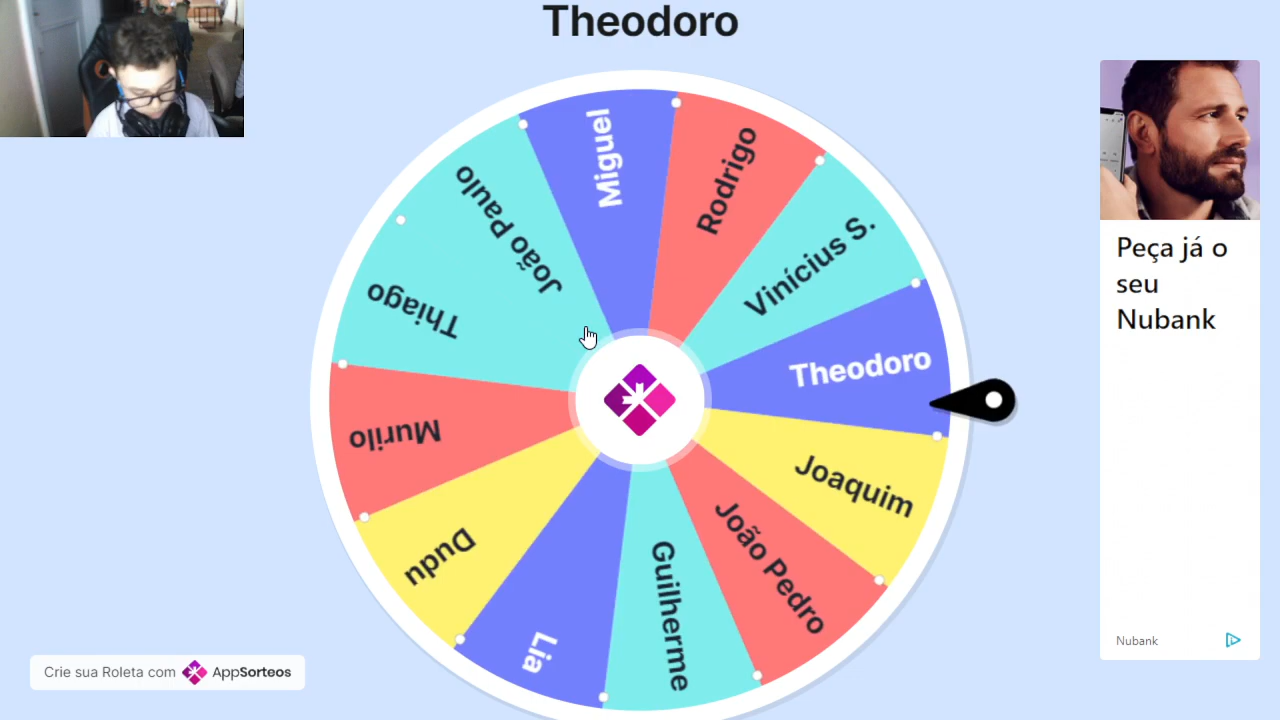 Theodoro
Miguel
Rodrigo
Vinícius S.
Theodoro
Joaquim
João Pedro
Guilherme
Lia
Dudu
Murilo
Thiago
João Paulo
Peça já o
seu
Nubank
Nubank
Crie sua Roleta com AppSorteos